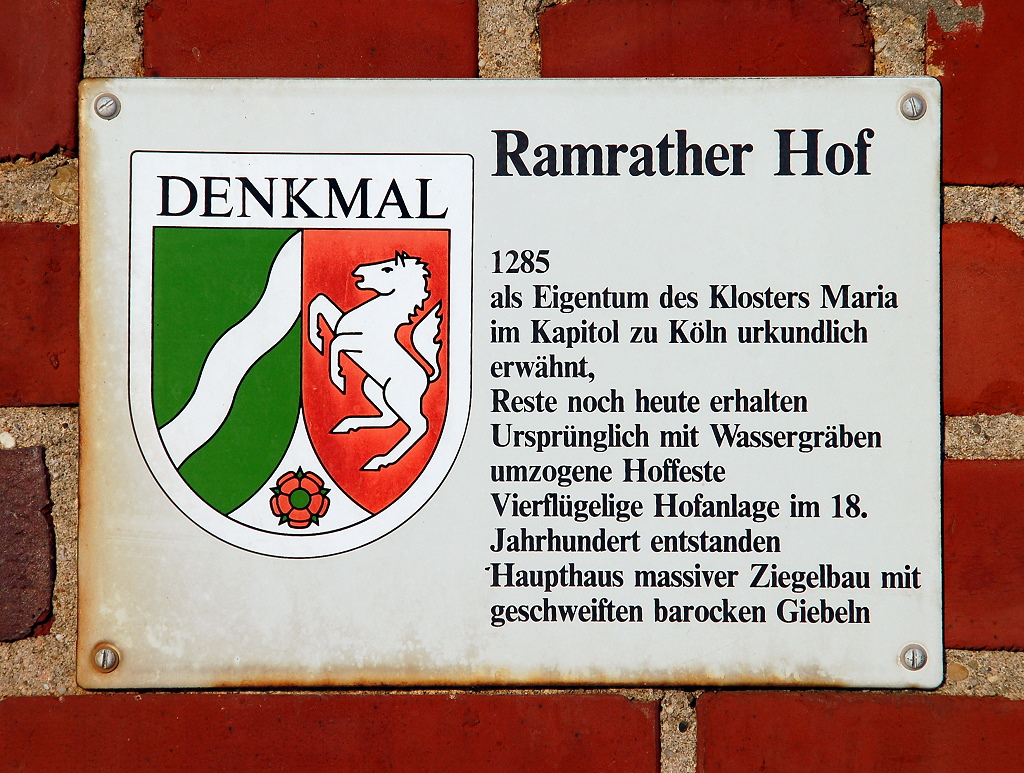 DENKMAL
Ramrather Hof
1285
als Eigentum des Klosters Maria
im Kapitol zu Köln urkundlich
erwähnt,
Reste noch heute erhalten
Ursprünglich mit Wassergräben
umzogene Hoffeste
Vierflügelige Hofanlage im 18.
Jahrhundert entstanden
Haupthaus massiver Ziegelbau mit
geschweiften barocken Giebeln